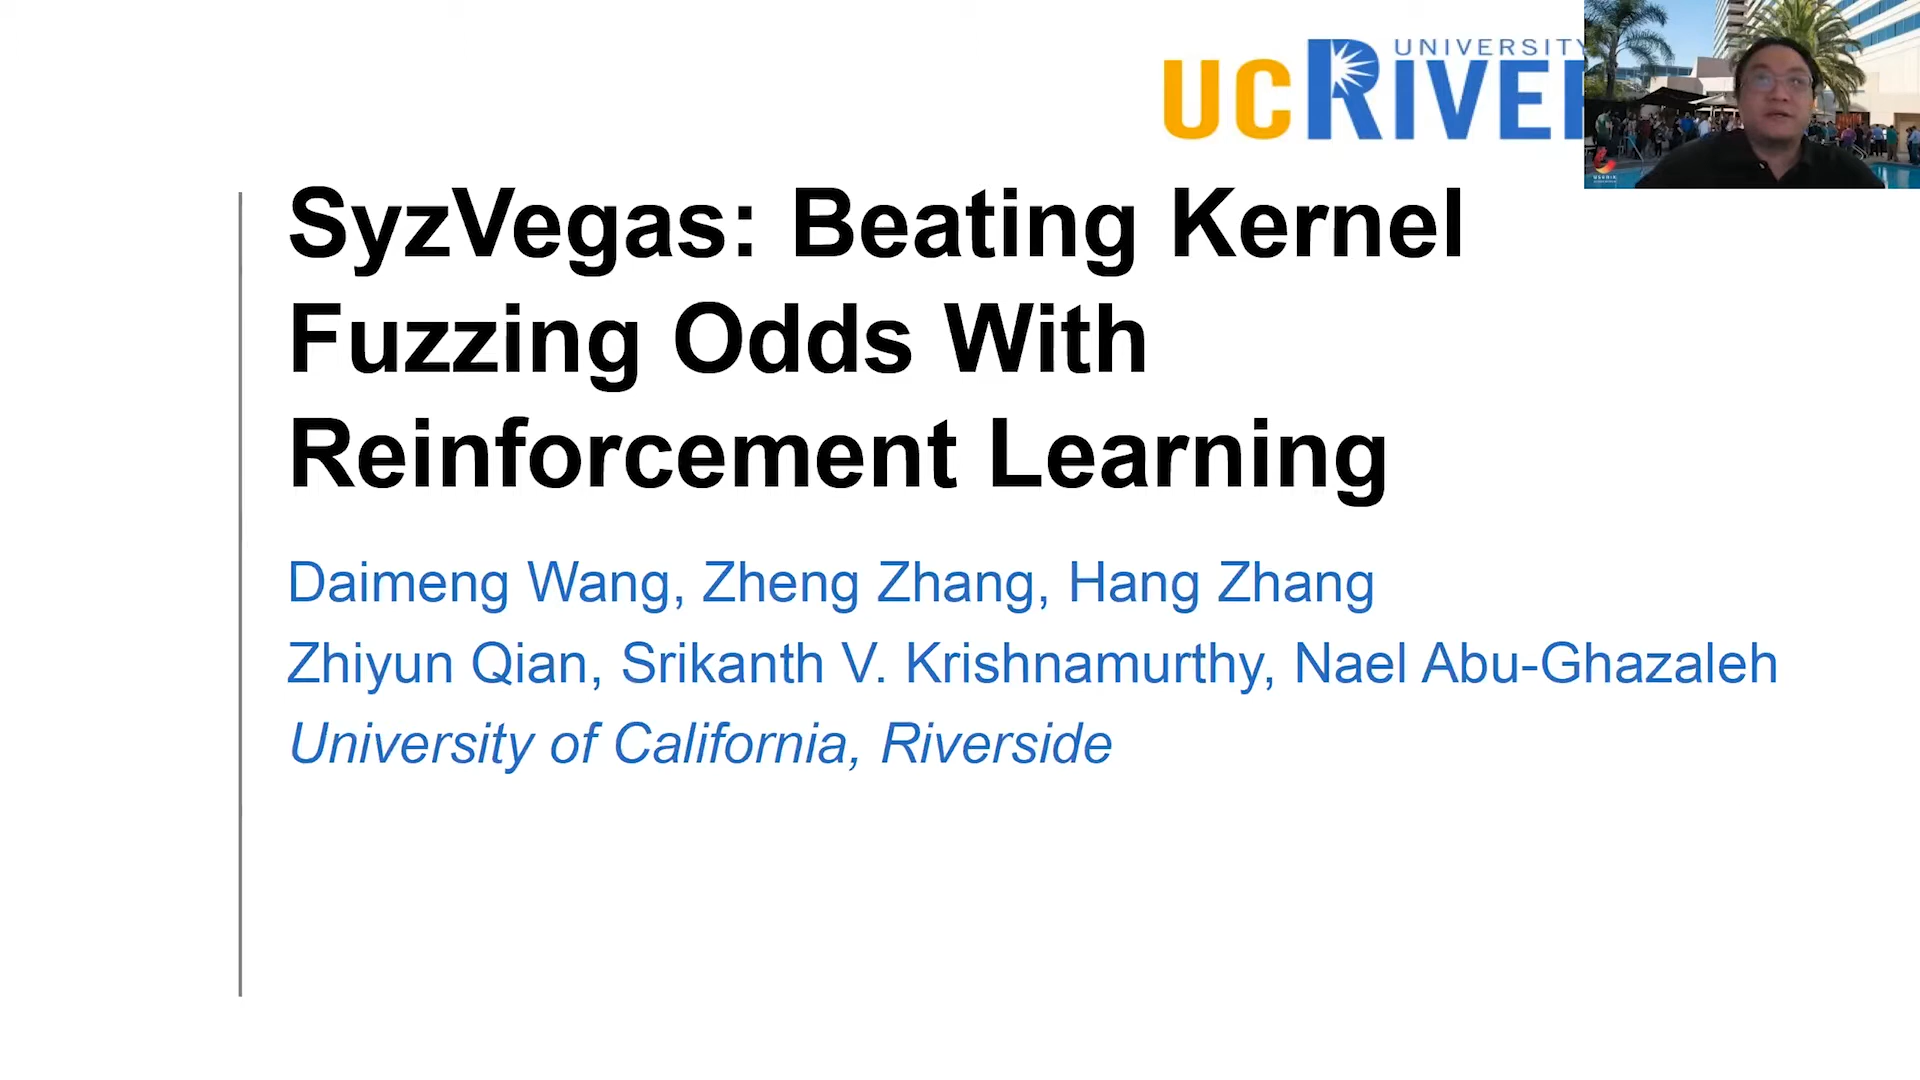 UNIVERSITY
UCRIVE
SyzVegas: Beating Kernel
Fuzzing Odds With
Reinforcement Learning
Daimeng Wang, Zheng Zhang, Hang Zhang
Zhiyun Qian, Srikanth V. Krishnamurthy, Nael Abu-Ghazaleh
University of California, Riverside